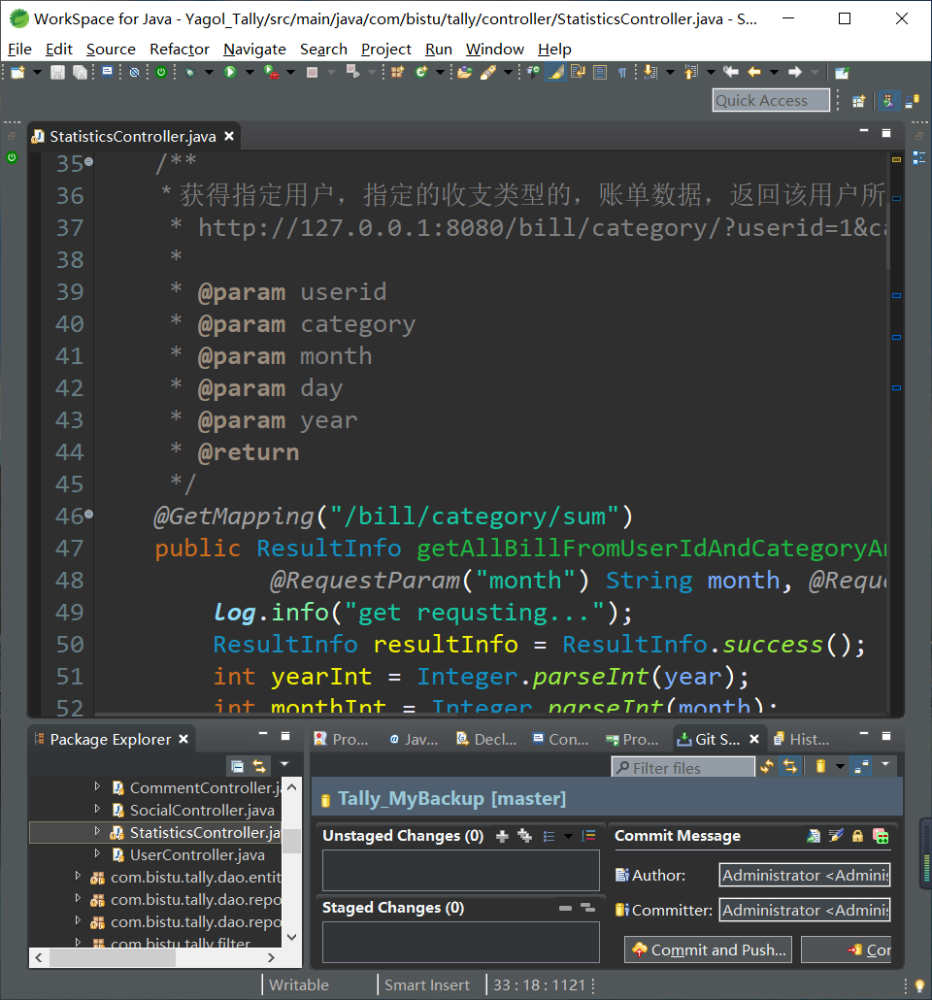 WorkSpace for Java - Yagol_Tally/src/main/java/com/bistu/tally/controller/StatisticsController.java - S...
File Edit Source Refactor Navigate Search Project Run Window Help
Quick Access
StatisticsController.java
35 /**
36 * 获得指定用户，指定的收支类型的，账单数据，返回该用户所
37 * http://127.0.0.1:8080/bill/category/?userid=1&ca
38 *
39 * @param userid
40 * @param category
41 * @param month
42 * @param day
43 * @param year
44 * @return
45 */
46 @GetMapping("/bill/category/sum")
47 public ResultInfo getAllBillFromUserIdAndCategoryAn
48 @RequestParam("month") String month, @Reque
49 log.info("get requsting...");
50 ResultInfo resultInfo = ResultInfo.success();
51 int yearInt = Integer.parseInt(year);
52 int monthInt = Integer.parseInt(month);
Package Explorer
CommentController.j
SocialController.java
StatisticsController.ja
UserController.java
com.bistu.tally.dao.entit
com.bistu.tally.dao.repo
com.bistu.tally.dao.repo
com.bistu.tally.filter
Pro... Jav... Decl... Con... Pro... Git S... Hist...
Filter files
Tally_MyBackup [master]
Unstaged Changes (0)
Staged Changes (0)
Commit Message
Author: Administrator <Adminis
Committer: Administrator <Adminis
Commit and Push... Cor
Writable Smart Insert 33 : 18 : 1121